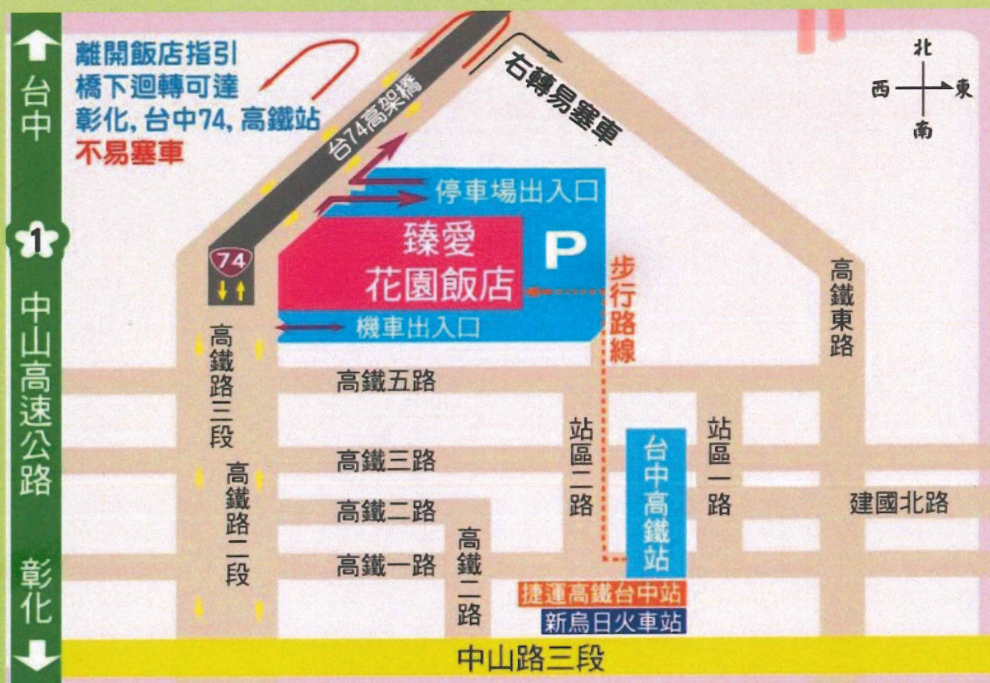 台中
1
中山高速公路
彰化
離開飯店指引
橋下迴轉可達
彰化, 台中74, 高鐵站
不易塞車
台74高架橋
右轉易塞車
北
西
東
南
停車場出入口
臻愛
花園飯店
P
74
機車出入口
步行路線
高鐵東路
高鐵路三段
高鐵五路
站區二路
站區一路
台中高鐵站
高鐵三路
高鐵路二段
高鐵二路
高鐵二路
建國北路
高鐵一路
捷運高鐵台中站
新烏日火車站
中山路三段